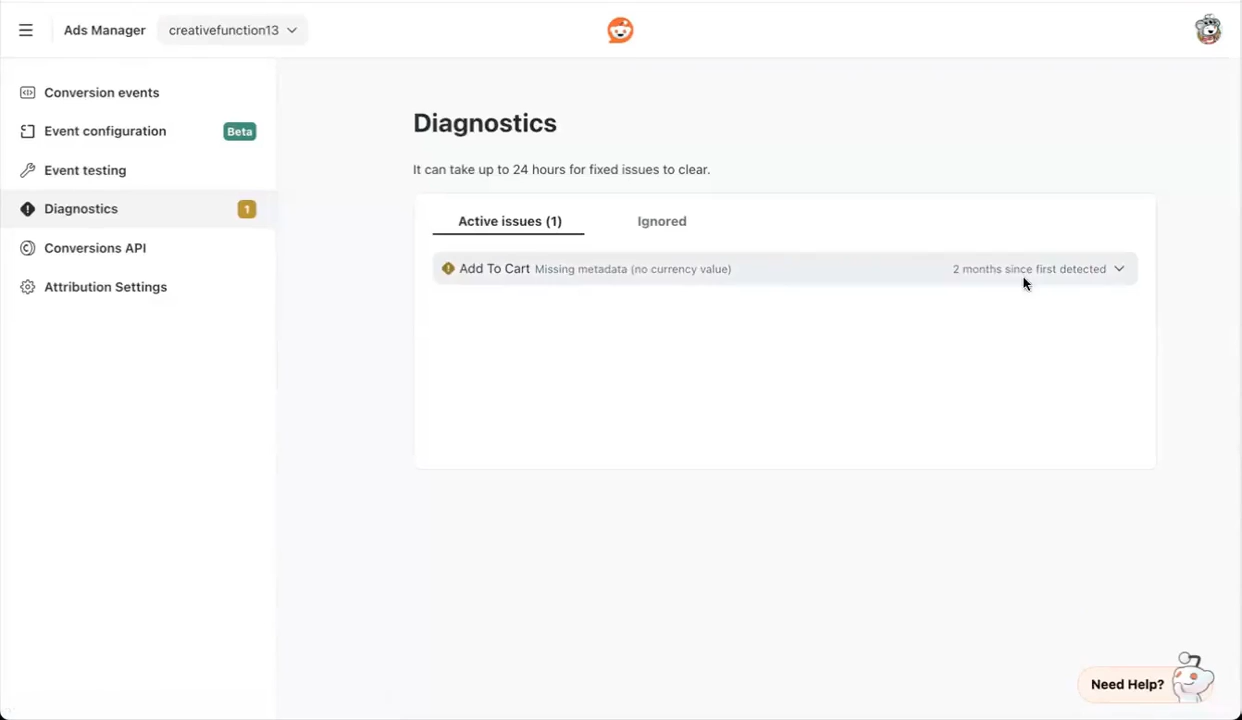 Ads Manager
creativefunction13
Conversion events
Event configuration
Beta
Event testing
Diagnostics
1
Conversions API
Attribution Settings
Diagnostics
It can take up to 24 hours for fixed issues to clear.
Active issues (1)
Ignored
Add To Cart Missing metadata (no currency value)
2 months since first detected
Need Help?